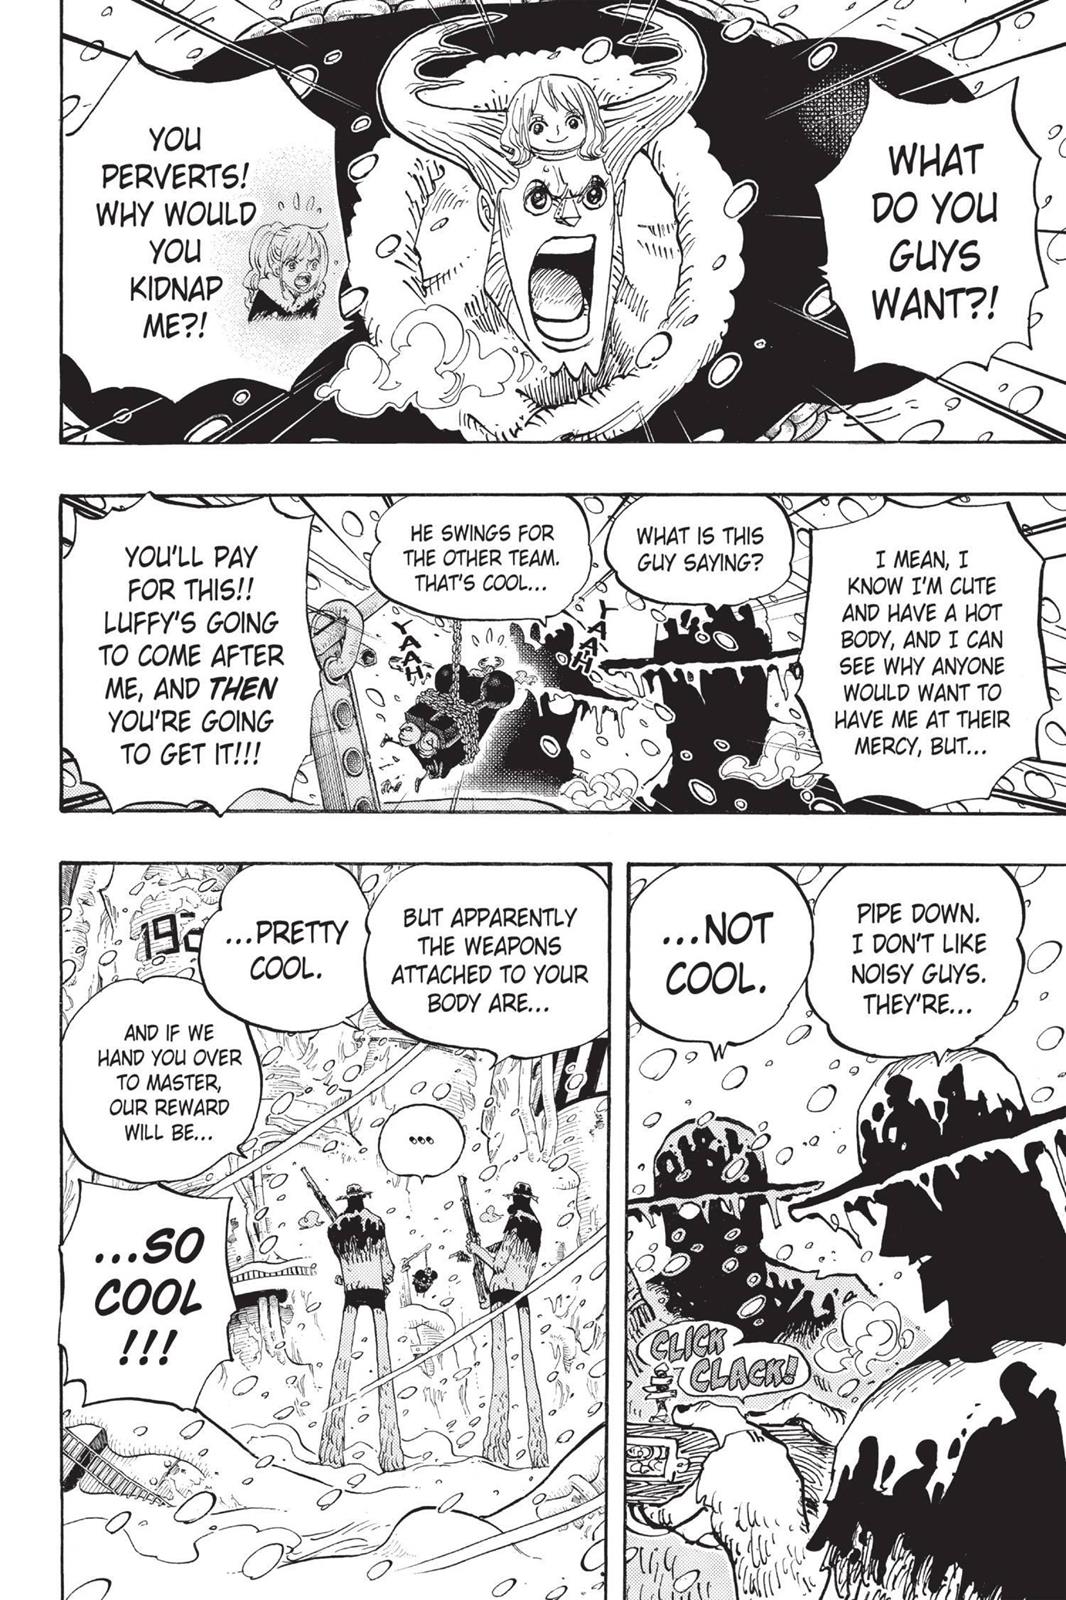 WHAT
DO YOU
GUYS
WANT?!
YOU
PERVERTS!
WHY WOULD
YOU
KIDNAP
ME?!
I MEAN, I
KNOW I'M CUTE
AND HAVE A HOT
BODY, AND I CAN
SEE WHY ANYONE
WOULD WANT TO
HAVE ME AT THEIR
MERCY, BUT...
WHAT IS THIS
GUY SAYING?
HE SWINGS FOR
THE OTHER TEAM.
THAT'S COOL...
YAAAH
YAAAH
YOU'LL PAY
FOR THIS!!
LUFFY'S GOING
TO COME AFTER
ME, AND THEN
YOU'RE GOING
TO GET IT!!!
PIPE DOWN.
I DON'T LIKE
NOISY GUYS.
THEY'RE...
...NOT
COOL.
CLICK
CLACK!
BUT APPARENTLY
THE WEAPONS
ATTACHED TO YOUR
BODY ARE...
...PRETTY
COOL.
...
AND IF WE
HAND YOU OVER
TO MASTER,
OUR REWARD
WILL BE...
...SO
COOL
!!!